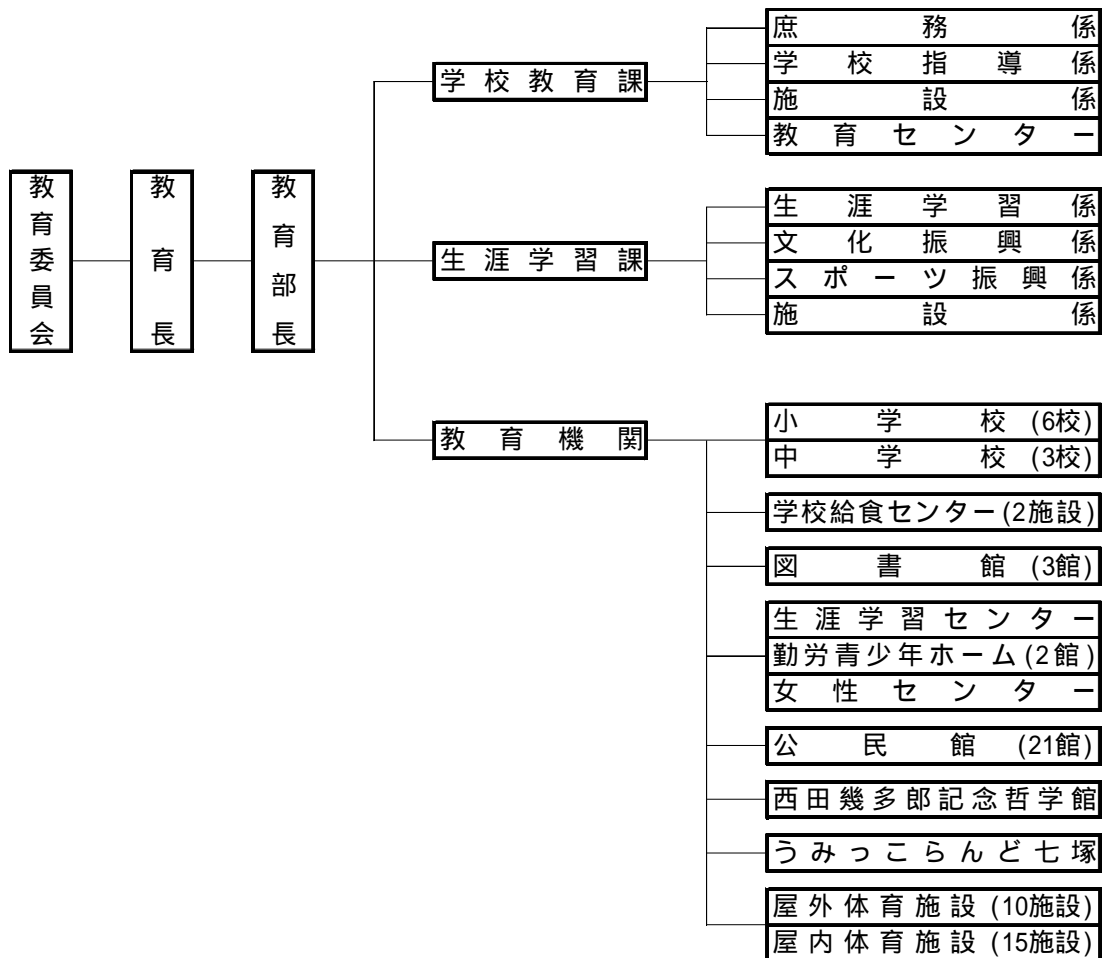 教育委員会
教育長
教育部長
学校教育課
庶務係
学校指導係
施設係
教育センター
生涯学習課
生涯学習係
文化振興係
スポーツ振興係
施設係
教育機関
小学校(6校)
中学校(3校)
学校給食センター(2施設)
図書館(3館)
生涯学習センター
勤労青少年ホーム(2館)
女性センター
公民館(21館)
西田幾多郎記念哲学館
うみっこらんど七塚
屋外体育施設(10施設)
屋内体育施設(15施設)